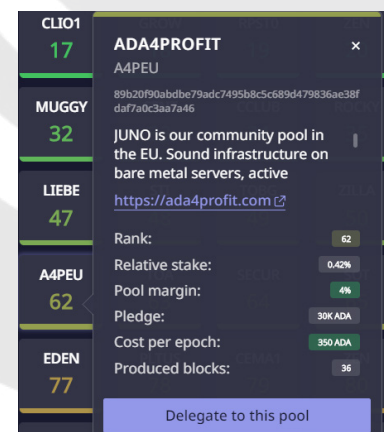 CLIO1
17
MUGGY
32
LIEBE
47
A4PEU
62
EDEN
77
ADA4PROFIT ×
A4PEU
89b20f90abdbe79adc7495b8c5c689d479836ae38f
daf7a0c3aa7a46
JUNO is our community pool in
the EU. Sound infrastructure on
bare metal servers, active
https://ada4profit.com
Rank: 62
Relative stake: 0.42%
Pool margin: 4%
Pledge: 30K ADA
Cost per epoch: 350 ADA
Produced blocks: 36
Delegate to this pool